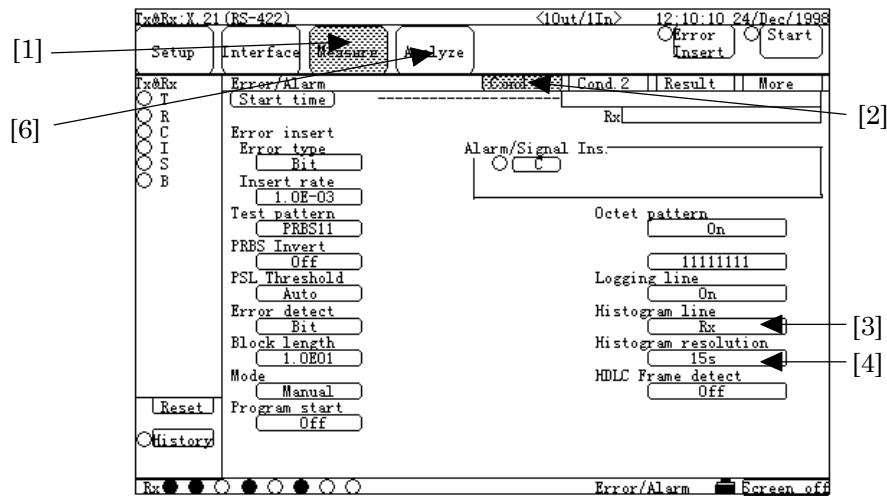 Tx&Rx:X.21 (RS-422) <1Out/1In> 12:10:10 24/Dec/1998
Setup Interface Measure Analyze Error Insert Start
[1]
[6]
Tx&Rx Error/Alarm Cond. Cond.2 Result More
[2]
T Start time --------------------
R Rx
C Error insert
I Error type Alarm/Signal Ins.
S Bit C
B Insert rate
1.0E-03
Test pattern Octet pattern
PRBS11 On
PRBS Invert
Off 11111111
PSL Threshold Logging line
Auto On
Error detect Histogram line
Bit Rx [3]
Block length Histogram resolution
1.0E01 15s [4]
Mode HDLC Frame detect
Manual Off
Reset Program start
Off
History
Rx Error/Alarm Screen off